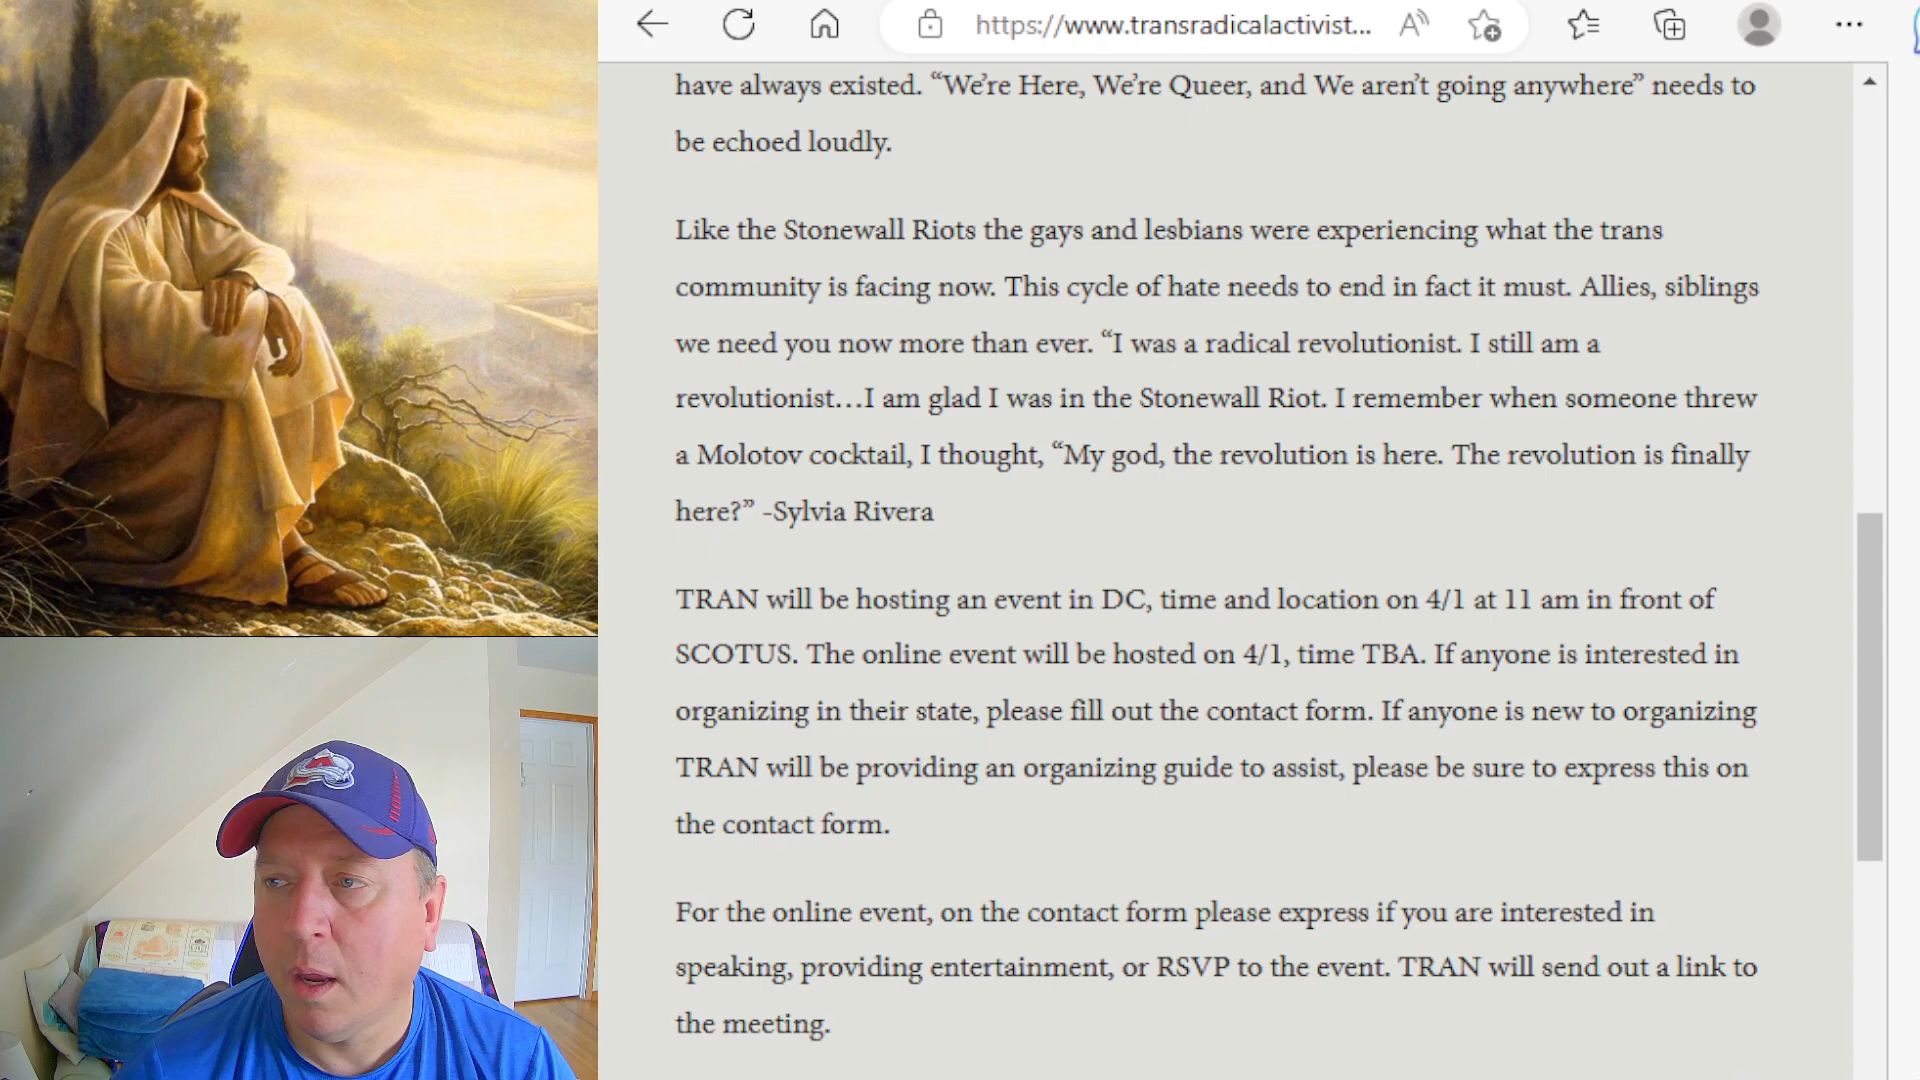 https://www.transradicalactivist...
have always existed. “We’re Here, We’re Queer, and We aren’t going anywhere” needs to
be echoed loudly.
Like the Stonewall Riots the gays and lesbians were experiencing what the trans
community is facing now. This cycle of hate needs to end in fact it must. Allies, siblings
we need you now more than ever. “I was a radical revolutionist. I still am a
revolutionist…I am glad I was in the Stonewall Riot. I remember when someone threw
a Molotov cocktail, I thought, “My god, the revolution is here. The revolution is finally
here?” -Sylvia Rivera
TRAN will be hosting an event in DC, time and location on 4/1 at 11 am in front of
SCOTUS. The online event will be hosted on 4/1, time TBA. If anyone is interested in
organizing in their state, please fill out the contact form. If anyone is new to organizing
TRAN will be providing an organizing guide to assist, please be sure to express this on
the contact form.
For the online event, on the contact form please express if you are interested in
speaking, providing entertainment, or RSVP to the event. TRAN will send out a link to
the meeting.